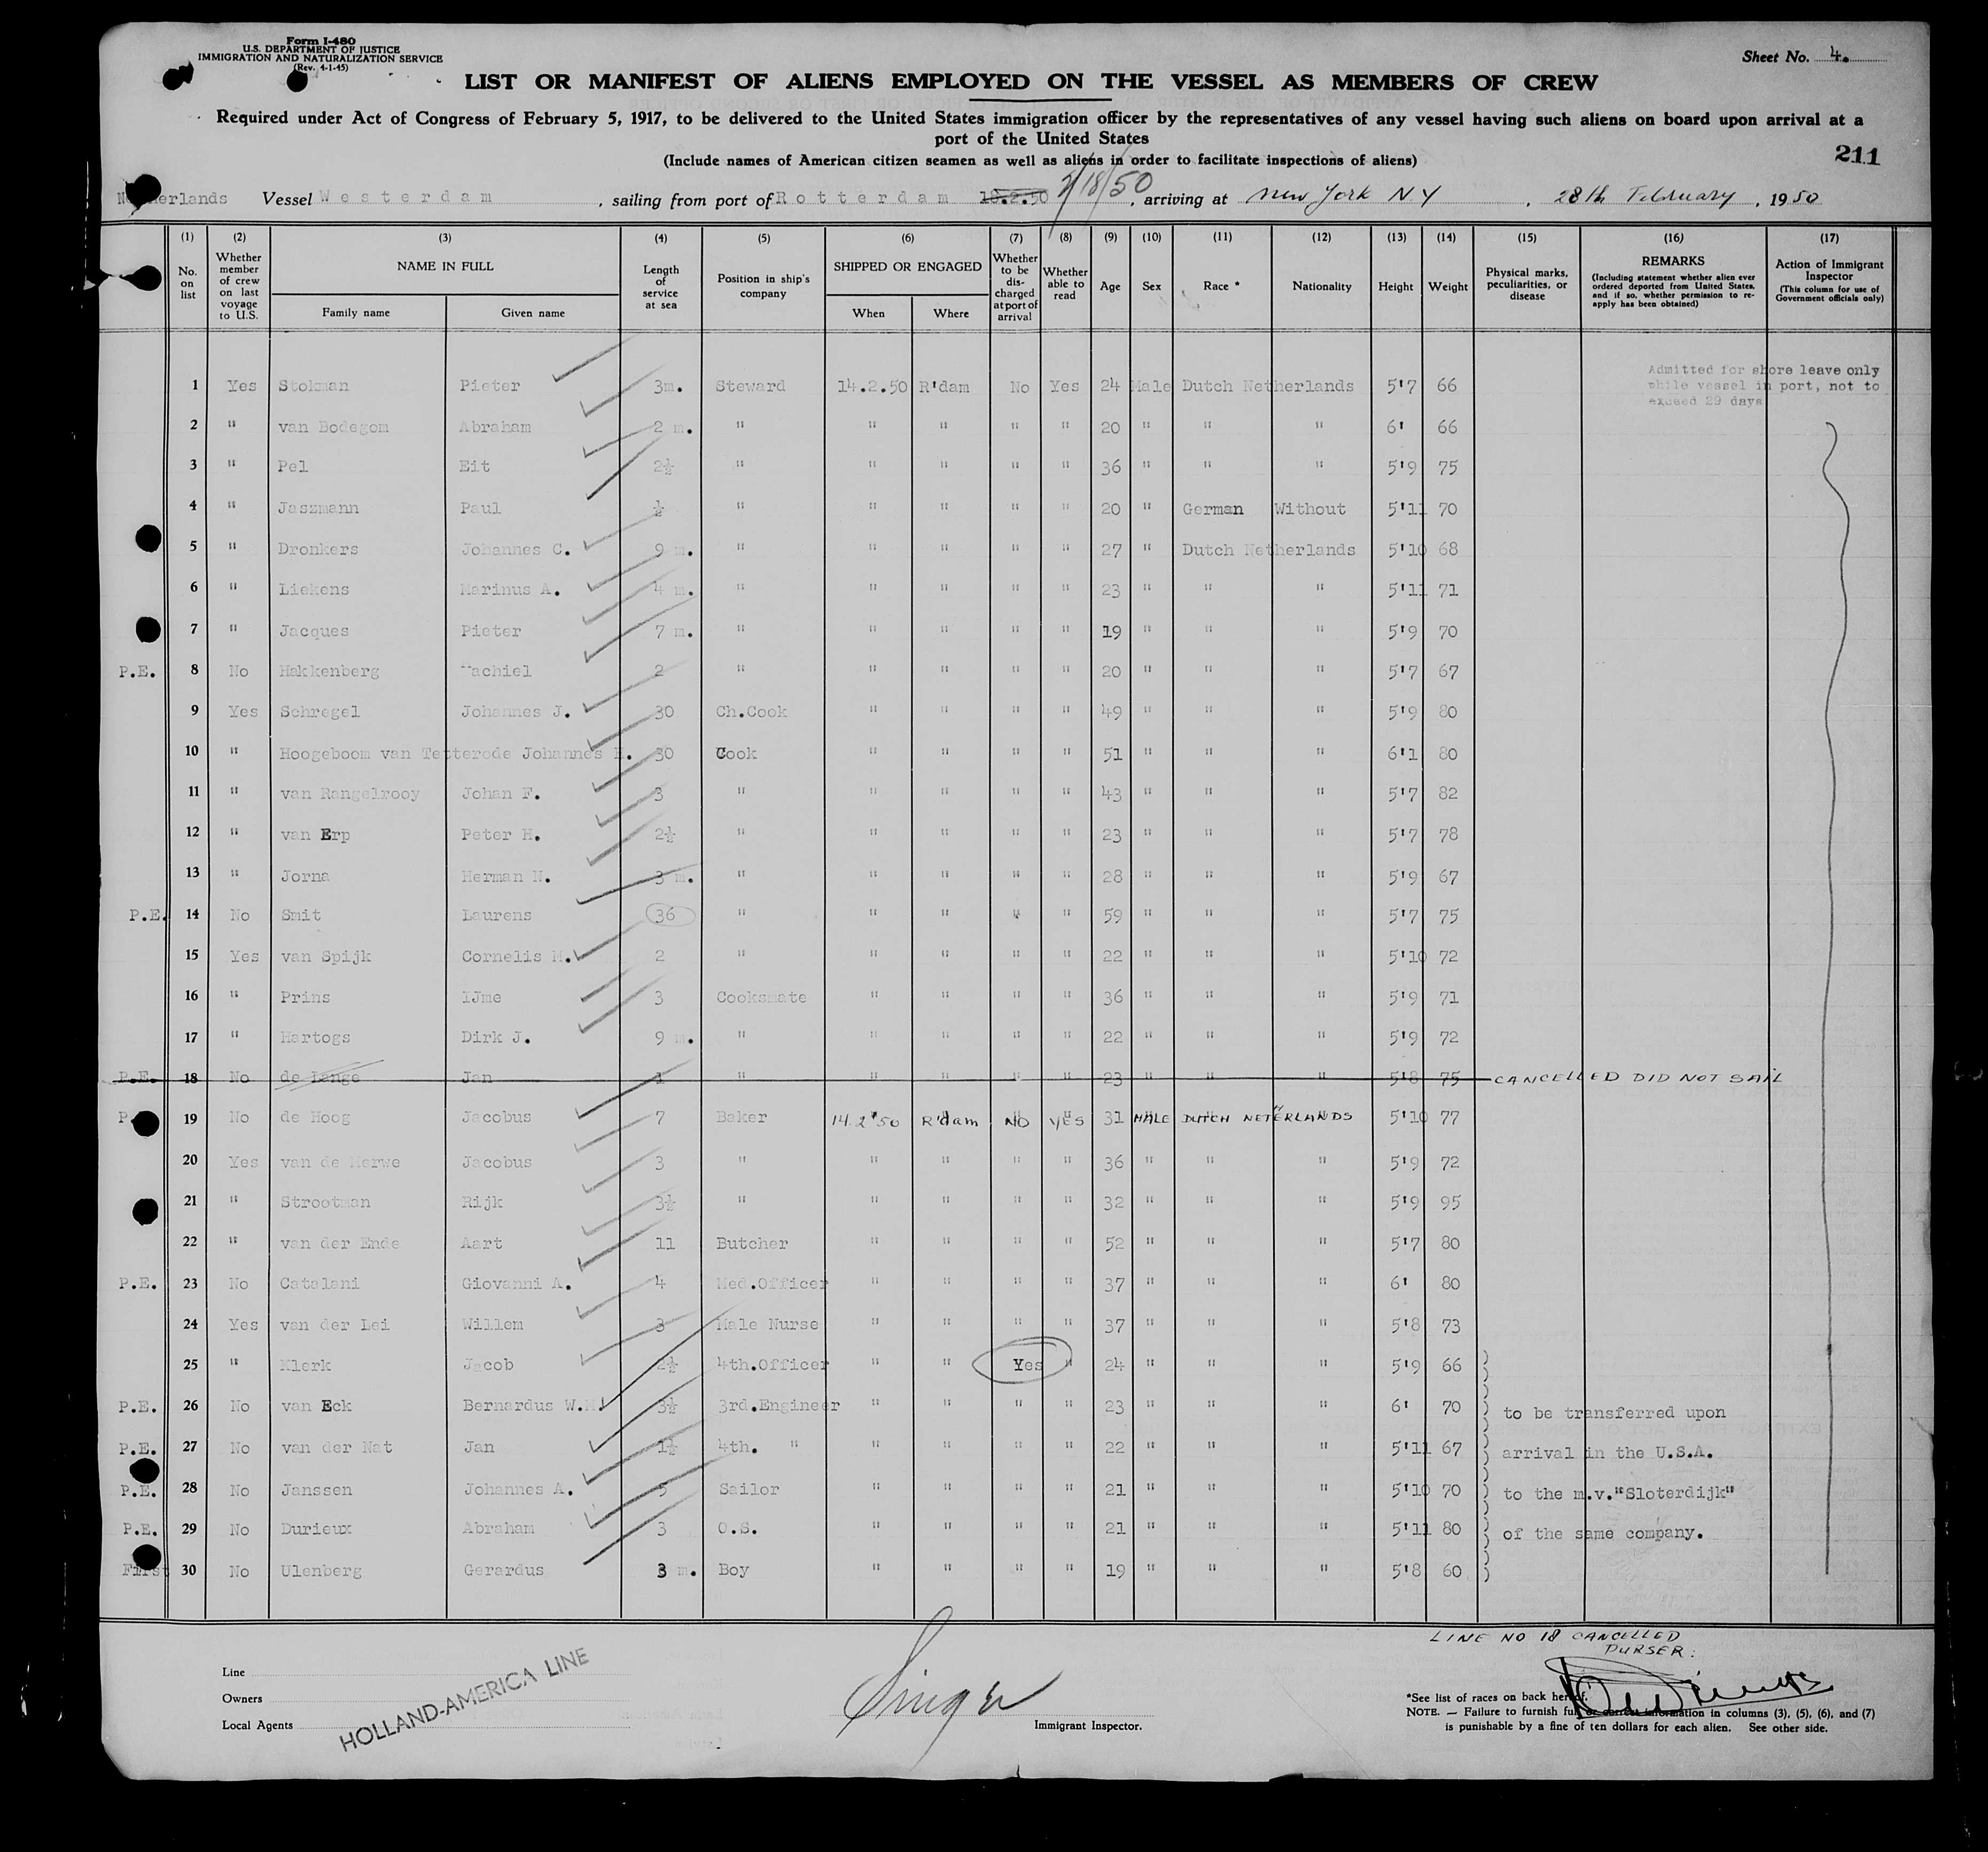 Form I-480
U.S. DEPARTMENT OF JUSTICE
IMMIGRATION AND NATURALIZATION SERVICE
(Rev. 4-1-45)
Sheet No. 4.
LIST OR MANIFEST OF ALIENS EMPLOYED ON THE VESSEL AS MEMBERS OF CREW
Required under Act of Congress of February 5, 1917, to be delivered to the United States immigration officer by the representatives of any vessel having such aliens on board upon arrival at a
port of the United States
(Include names of American citizen seamen as well as aliens in order to facilitate inspections of aliens)
211
Netherlands Vessel Westerdam, sailing from port of Rotterdam 18.2.50 2/18/50, arriving at New York N Y, 28th February, 1950
(1) (2) (3) (4) (5) (6) (7) (8) (9) (10) (11) (12) (13) (14) (15) (16) (17)
No. on list
Whether member of crew on last voyage to U.S.
NAME IN FULL
Family name Given name
Length of service at sea
Position in ship's company
SHIPPED OR ENGAGED
When Where
Whether to be discharged at port of arrival
Whether able to read
Age
Sex
Race *
Nationality
Height
Weight
Physical marks, peculiarities, or disease
REMARKS
(Including statement whether alien ever ordered deported from United States, and if so, whether permission to reapply has been obtained)
Action of Immigrant Inspector
(This column for use of Government officials only)
Admitted for shore leave only
while vessel in port, not to
exceed 29 days
1 Yes Stokman Pieter 3m. Steward 14.2.50 R'dam No Yes 24 Male Dutch Netherlands 5'7 66
2 " van Bodegom Abraham 2 m. " " " " " 20 " " " 6' 66
3 " Pel Eit 2½ " " " " " 36 " " " 5'9 75
4 " Jaszmann Paul ½ " " " " " 20 " German Without 5'11 70
5 " Dronkers Johannes C. 9 m. " " " " " 27 " Dutch Netherlands 5'10 68
6 " Liekens Marinus A. 4 m. " " " " " 23 " " " 5'11 71
7 " Jacques Pieter 7 m. " " " " " 19 " " " 5'9 70
P.E. 8 No Hakkenberg achiel 2 " " " " " 20 " " " 5'7 67
9 Yes Schregel Johannes J. 30 Ch.Cook " " " " 49 " " " 5'9 80
10 " Hoogeboom van Tetterode Johannes H. 30 Cook " " " " 51 " " " 6'1 80
11 " van Rangelrooy Johan F. 3 " " " " " 43 " " " 5'7 82
12 " van Erp Peter H. 2½ " " " " " 23 " " " 5'7 78
13 " Jorna Herman N. 3 m. " " " " " 28 " " " 5'9 67
P.E. 14 No Smit Laurens 36 " " " " " 59 " " " 5'7 75
15 Yes van Spijk Cornelis M. 2 " " " " " 22 " " " 5'10 72
16 " Prins IJme 3 Cooksmate " " " " 36 " " " 5'9 71
17 " Hartogs Dirk J. 9 m. " " " " " 22 " " " 5'9 72
P.E. 18 No de Lange Jan 1 " " " " " 23 " " " 5'8 75 CANCELLED DID NOT SAIL
P. 19 No de Hoog Jacobus 7 Baker 14.2"50 R'dam NO YES 31 MALE DUTCH NETERLANDS 5'10 77
20 Yes van de Merwe Jacobus 3 " " " " " 36 " " " 5'9 72
21 " Strootman Rijk 3½ " " " " " 32 " " " 5'9 95
22 " van der Ende Aart 11 Butcher " " " " 52 " " " 5'7 80
P.E. 23 No Catalani Giovanni A. 4 Med.Officer " " " " 37 " " " 6' 80
24 Yes van der Lei Willem 3 Male Nurse " " " " 37 " " " 5'8 73
25 " Klerk Jacob 2½ 4th.Officer " " Yes " 24 " " " 5'9 66
P.E. 26 No van Eck Bernardus W.H. 3½ 3rd.Engineer " " " " 23 " " " 6' 70 to be transferred upon
P.E. 27 No van der Nat Jan 1½ 4th. " " " " " 22 " " " 5'11 67 arrival in the U.S.A.
P.E. 28 No Janssen Johannes A. 5 Sailor " " " " 21 " " " 5'10 70 to the m.v."Sloterdijk"
P.E. 29 No Durieux Abraham 3 O.S. " " " " 21 " " " 5'11 80 of the same company.
First 30 No Ulenberg Gerardus 3 m. Boy " " " " 19 " " " 5'8 60
LINE NO 18 CANCELLED
PURSER:
Line
Owners
Local Agents
HOLLAND-AMERICA LINE
Singer
Immigrant Inspector.
*See list of races on back hereof.
NOTE. — Failure to furnish full or correct information in columns (3), (5), (6), and (7)
is punishable by a fine of ten dollars for each alien. See other side.